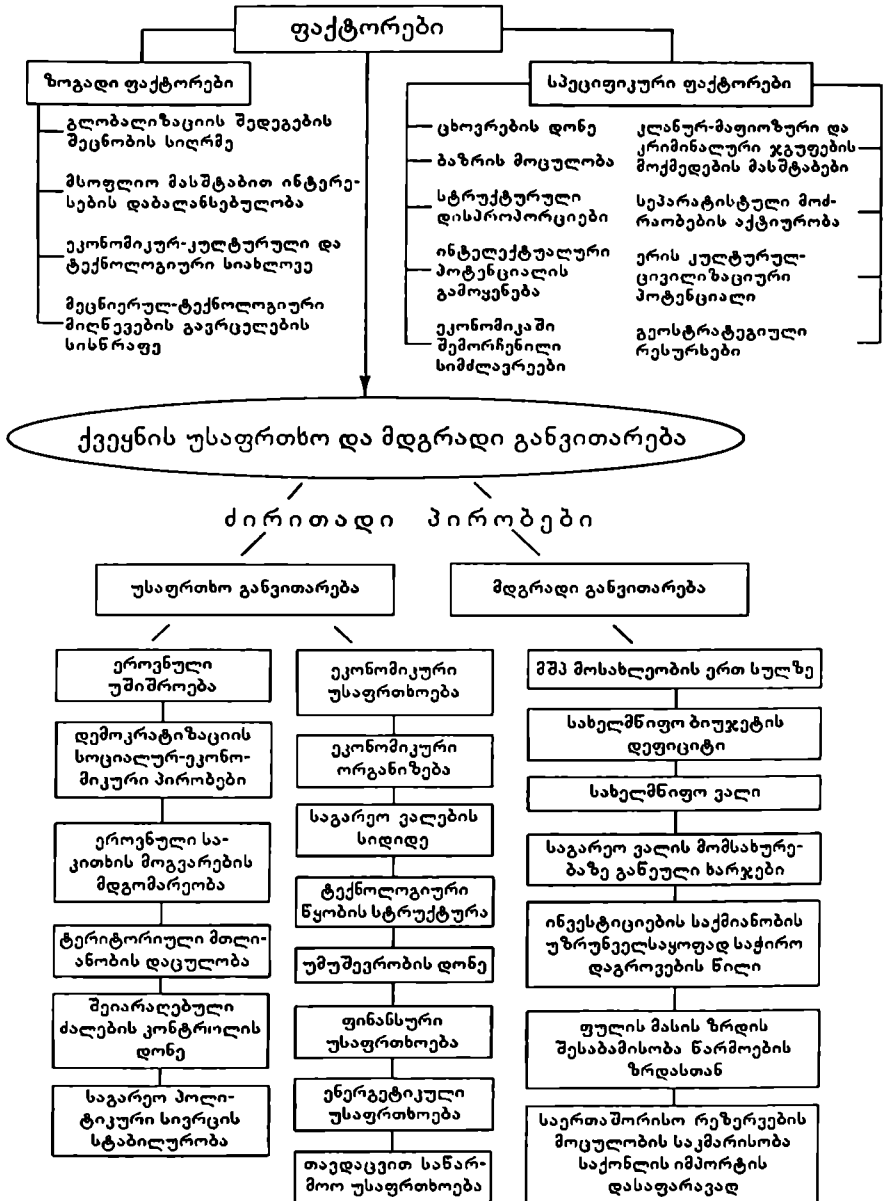 ფაქტორები
ზოგადი ფაქტორები
გლობალიზაციის შედეგების
შეცნობის სიღრმე
მსოფლიო მასშტაბით ინტერე-
სების დაბალანსებულობა
ეკონომიკურ-კულტურული და
ტექნოლოგიური სიახლოვე
მეცნიერულ-ტექნოლოგიური
მიღწევების გავრცელების
სისწრაფე
სპეციფიკური ფაქტორები
ცხოვრების დონე
ბაზრის მოცულობა
სტრუქტურული
დისპროპორციები
ინტელექტუალური
პოტენციალის
გამოყენება
ეკონომიკაში
შემორჩენილი
სიმძლავრეები
კლანურ-მაფიოზური და
კრიმინალური ჯგუფების
მოქმედების მასშტაბები
სეპარატისტული მოძ-
რაობების აქტიურობა
ერის კულტურულ-
ცივილიზაციური
პოტენციალი
გეოსტრატეგიული
რესურსები
ქვეყნის უსაფრთხო და მდგრადი განვითარება
ძირითადი პირობები
უსაფრთხო განვითარება
ეროვნული
უშიშროება
დემოკრატიზაციის
სოციალურ-ეკონო-
მიკური პირობები
ეროვნული სა-
კითხის მოგვარების
მდგომარეობა
ტერიტორიული მთლი-
ანობის დაცულობა
შეიარაღებული
ძალების კონტროლის
დონე
საგარეო პოლი-
ტიკური სივრცის
სტაბილურობა
ეკონომიკური
უსაფრთხოება
ეკონომიკური
ორგანიზება
საგარეო ვალების
სიდიდე
ტექნოლოგიური
წყობის სტრუქტურა
უმუშევრობის დონე
ფინანსური
უსაფრთხოება
ენერგეტიკული
უსაფრთხოება
თავდაცვით საწარ-
მოო უსაფრთხოება
მდგრადი განვითარება
მშპ მოსახლეობის ერთ სულზე
სახელმწიფო ბიუჯეტის
დეფიციტი
სახელმწიფო ვალი
საგარეო ვალის მომსახურე-
ბაზე გაწეული ხარჯები
ინვესტიციების საქმიანობის
უზრუნველსაყოფად საჭირო
დაგროვების წილი
ფულის მასის ზრდის
შესაბამისობა წარმოების
ზრდასთან
საერთაშორისო რეზერვების
მოცულობის საკმარისობა
საქონლის იმპორტის
დასაფარავად